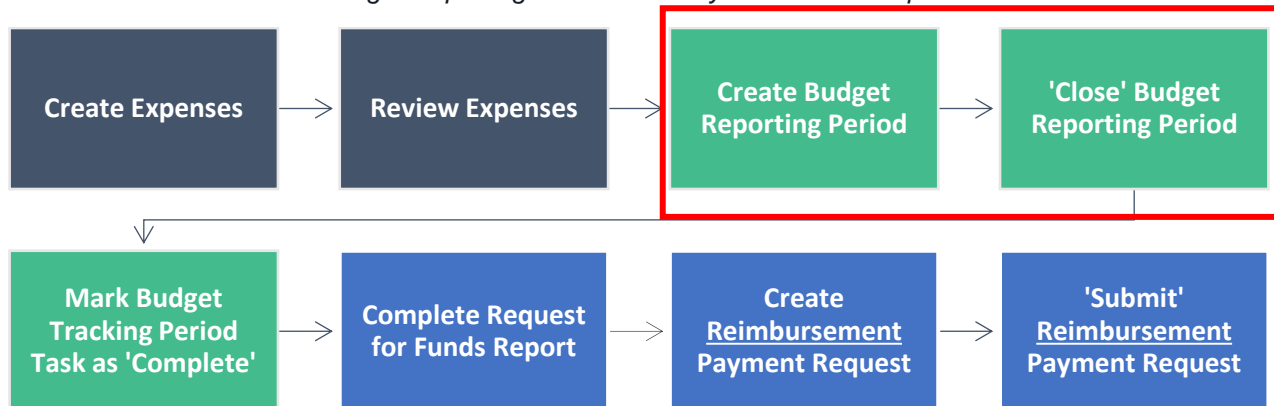 Create Expenses
Review Expenses
Create Budget
Reporting Period
'Close' Budget
Reporting Period
Mark Budget
Tracking Period
Task as 'Complete'
Complete Request
for Funds Report
Create
Reimbursement
Payment Request
'Submit'
Reimbursement
Payment Request